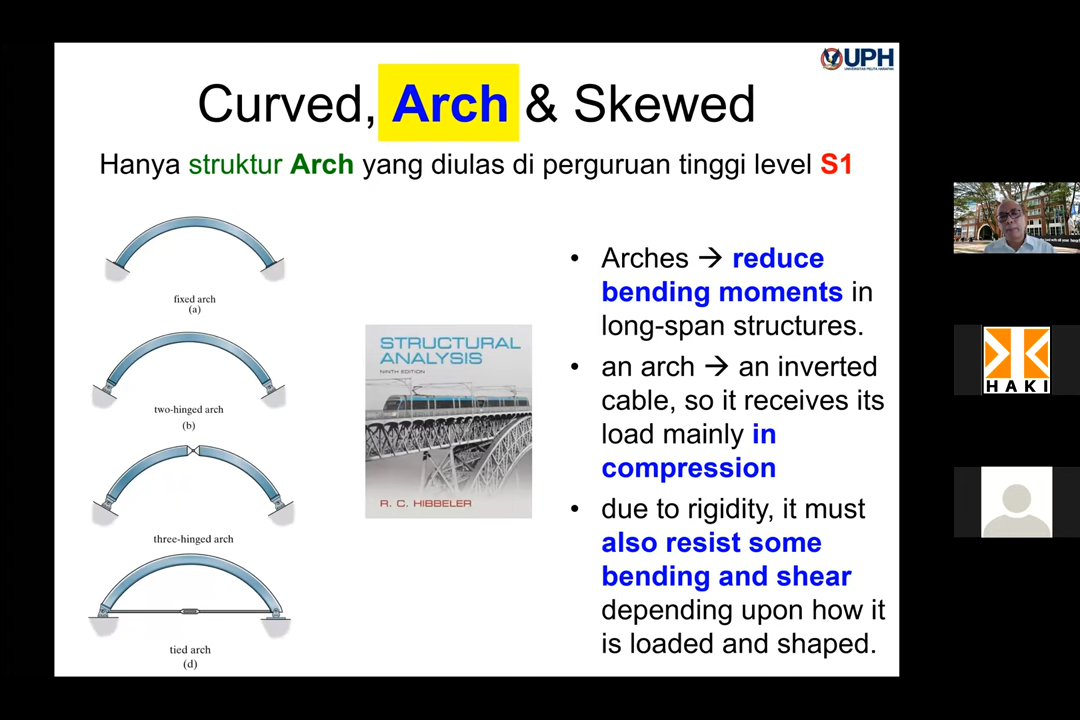 UPH
UNIVERSITAS PELITA HARAPAN
Curved, Arch & Skewed
Hanya struktur Arch yang diulas di perguruan tinggi level S1
fixed arch
(a)
two-hinged arch
(b)
three-hinged arch
tied arch
(d)
STRUCTURAL
ANALYSIS
NINTH EDITION
R. C. HIBBELER
• Arches → reduce
bending moments in
long-span structures.
• an arch → an inverted
cable, so it receives its
load mainly in
compression
• due to rigidity, it must
also resist some
bending and shear
depending upon how it
is loaded and shaped.
HAKI